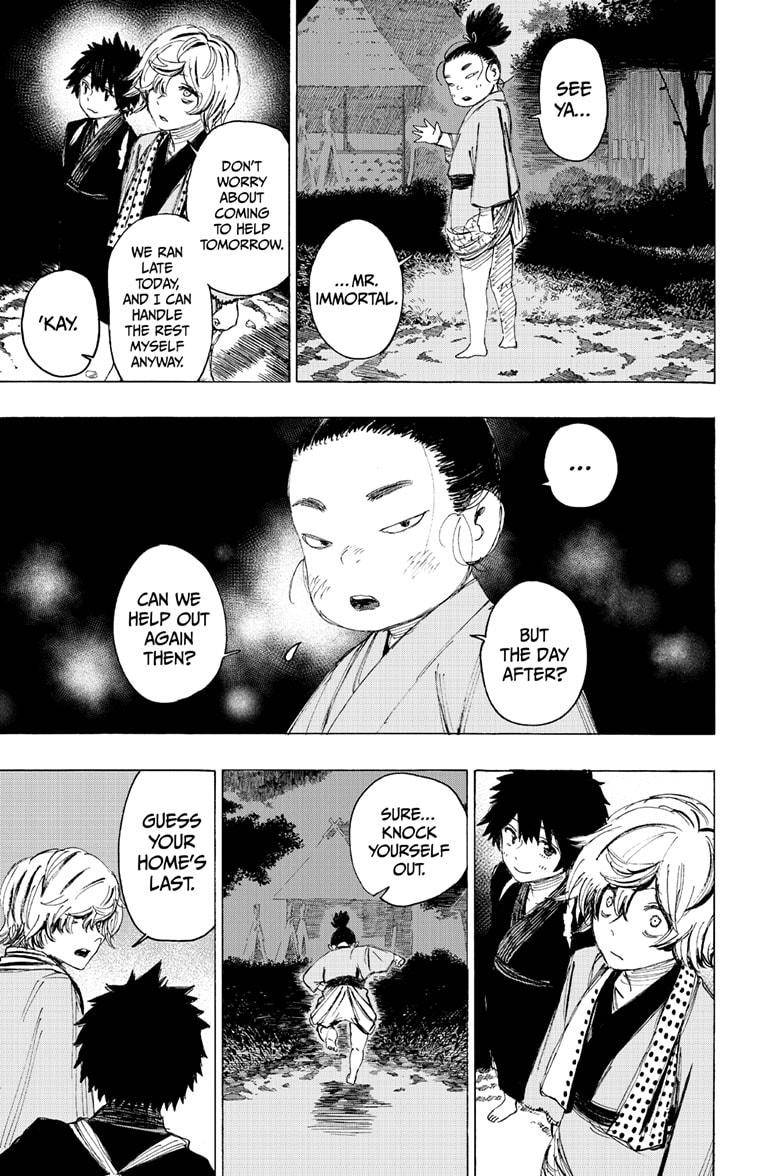 SEE
YA...
...MR.
IMMORTAL.
DON'T
WORRY
ABOUT
COMING
TO HELP
TOMORROW.
WE RAN
LATE
TODAY,
AND I CAN
HANDLE
THE REST
MYSELF
ANYWAY.
'KAY.
...
BUT
THE DAY
AFTER?
CAN WE
HELP OUT
AGAIN
THEN?
SURE...
KNOCK
YOURSELF
OUT.
GUESS
YOUR
HOME'S
LAST.